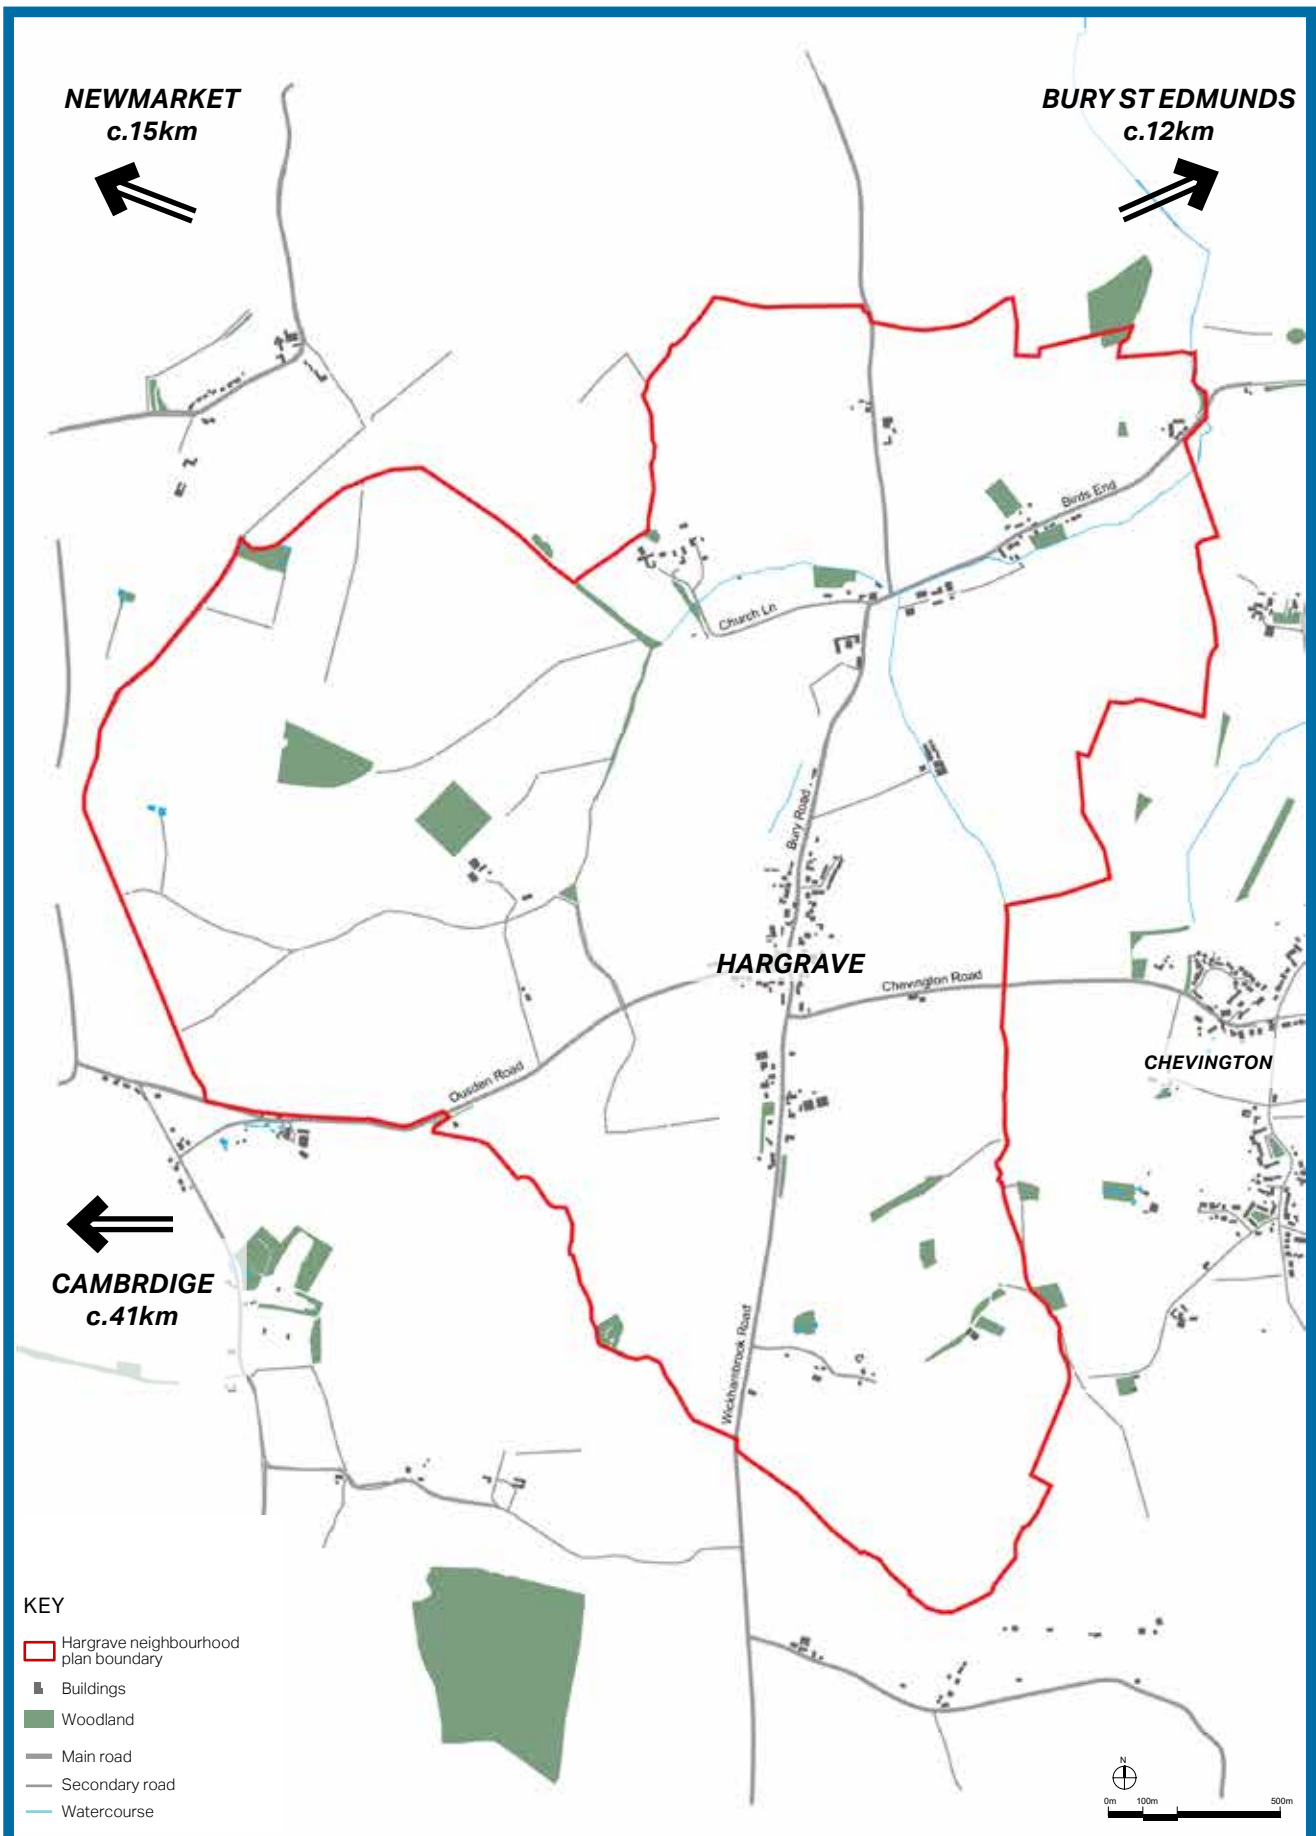 NEWMARKET
c.15km
BURY ST EDMUNDS
c.12km
Birds End
Church Ln
Bury Road
HARGRAVE
Chevington Road
CHEVINGTON
Ousden Road
CAMBRDIGE
c.41km
Wickhambrook Road
KEY
Hargrave neighbourhood
plan boundary
Buildings
Woodland
Main road
Secondary road
Watercourse
N
0m 100m 500m